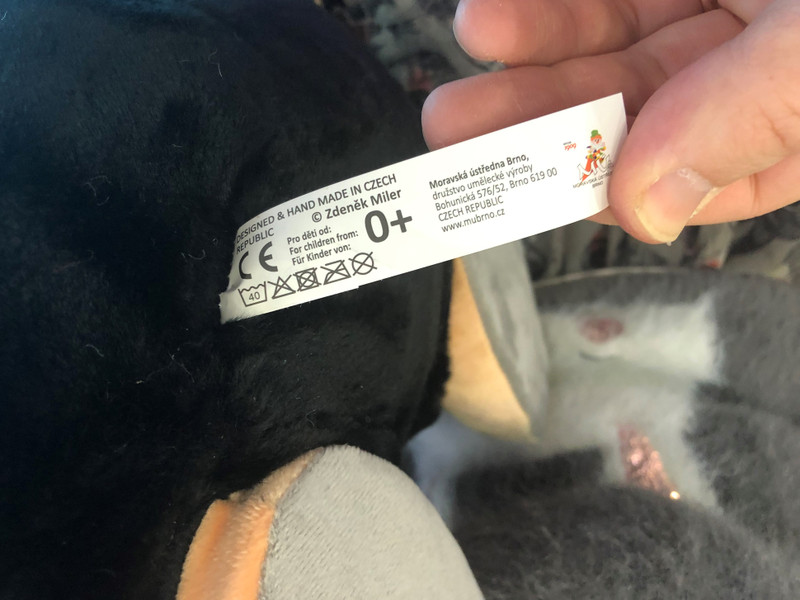 DESIGNED & HAND MADE IN CZECH
REPUBLIC
© Zdeněk Miler
Pro děti od:
For children from:
Für Kinder von:
0+
CE
40
Moravská ústředna Brno,
družstvo umělecké výroby
Bohunická 576/52, Brno 619 00
CZECH REPUBLIC
www.mubrno.cz
1909